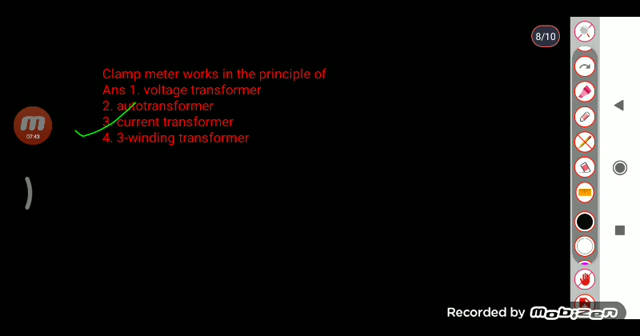 8/10
Clamp meter works in the principle of
Ans 1. voltage transformer
2. autotransformer
3. current transformer
4. 3-winding transformer
m
07:43
Recorded by Mobizen